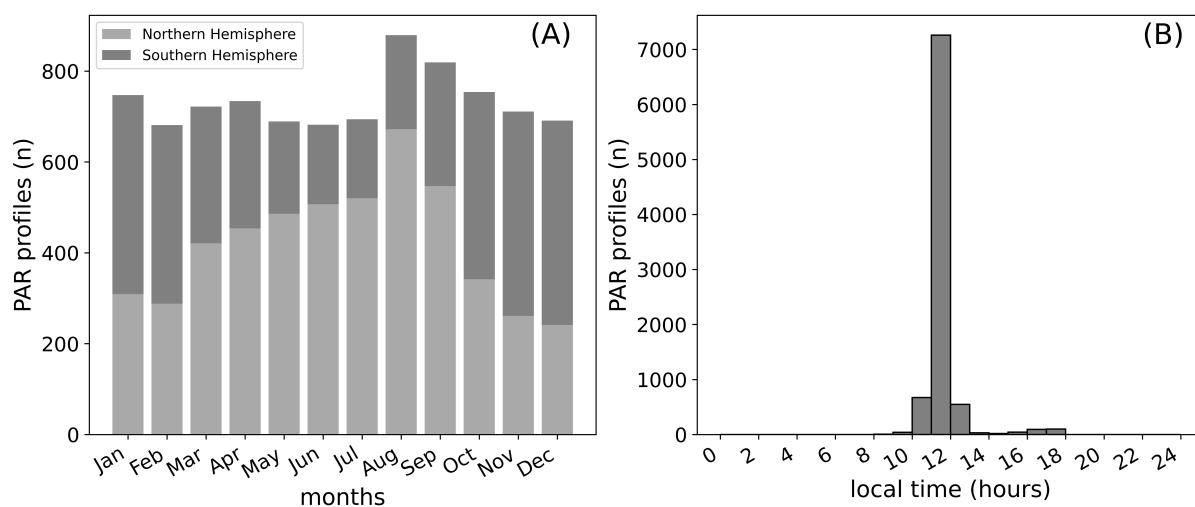 (A)
Northern Hemisphere
Southern Hemisphere
PAR profiles (n)
800
600
400
200
0
Jan Feb Mar Apr May Jun Jul Aug Sep Oct Nov Dec
months
(B)
PAR profiles (n)
7000
6000
5000
4000
3000
2000
1000
0
0 2 4 6 8 10 12 14 16 18 20 22 24
local time (hours)